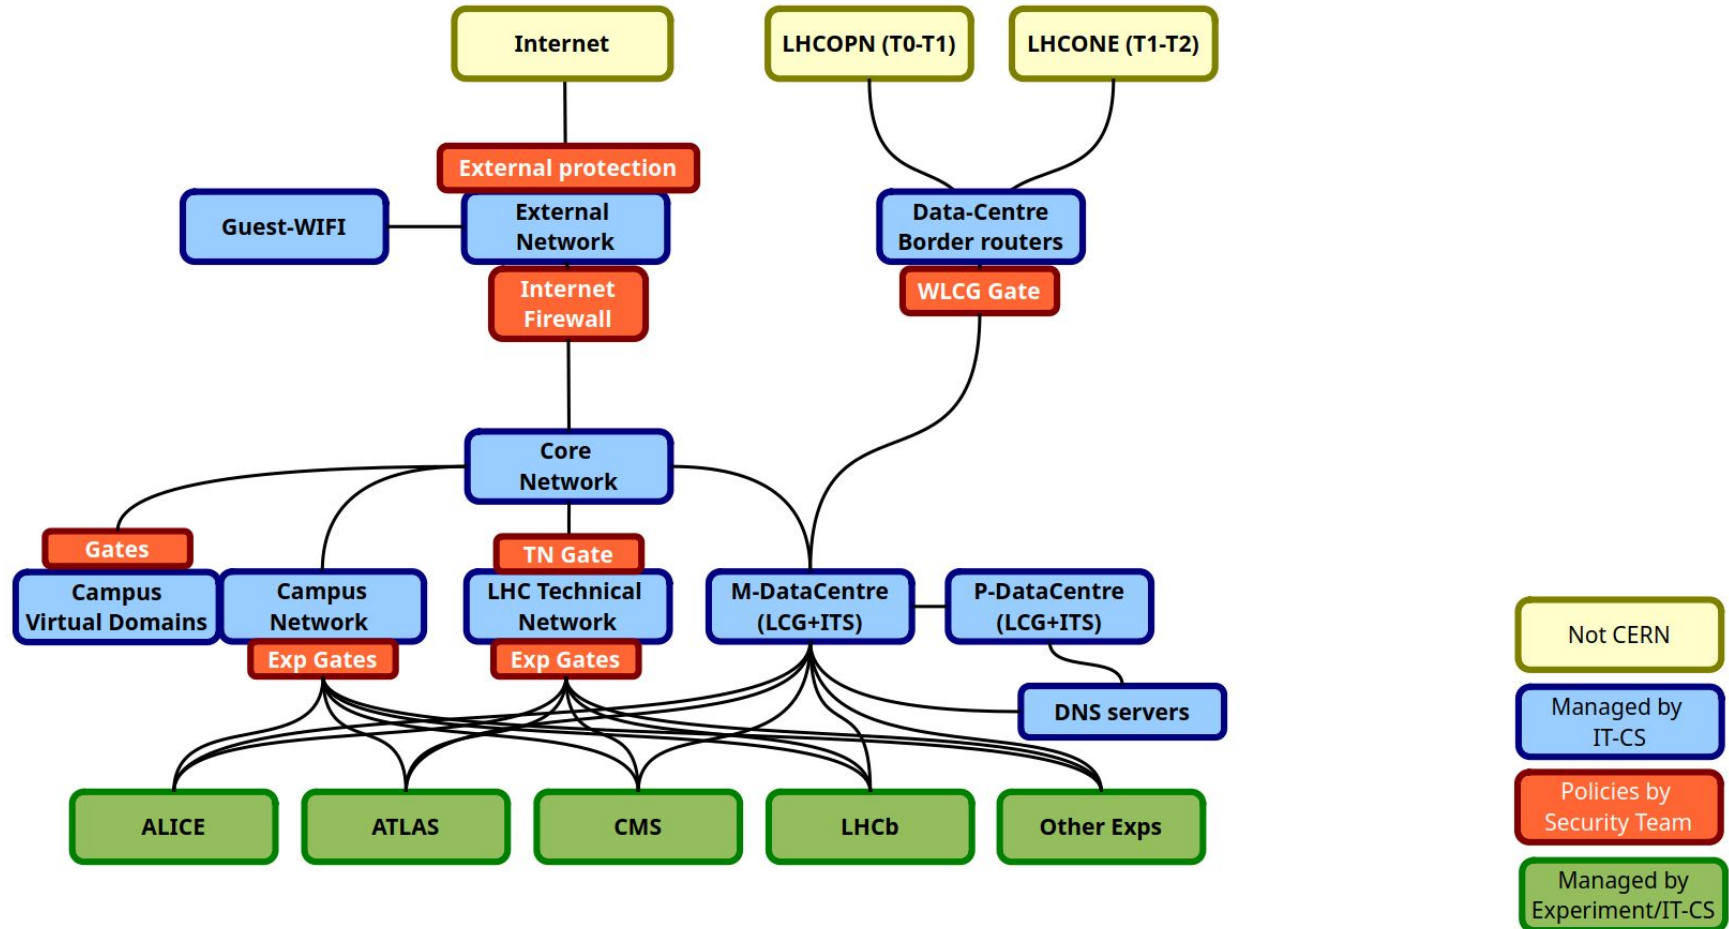 Internet
LHCOPN (T0-T1)
LHCONE (T1-T2)
External protection
Guest-WIFI
External
Network
Data-Centre
Border routers
Internet
Firewall
WLCG Gate
Core
Network
Gates
TN Gate
Campus
Virtual Domains
Campus
Network
LHC Technical
Network
M-DataCentre
(LCG+ITS)
P-DataCentre
(LCG+ITS)
Exp Gates
Exp Gates
DNS servers
ALICE
ATLAS
CMS
LHCb
Other Exps
Not CERN
Managed by
IT-CS
Policies by
Security Team
Managed by
Experiment/IT-CS